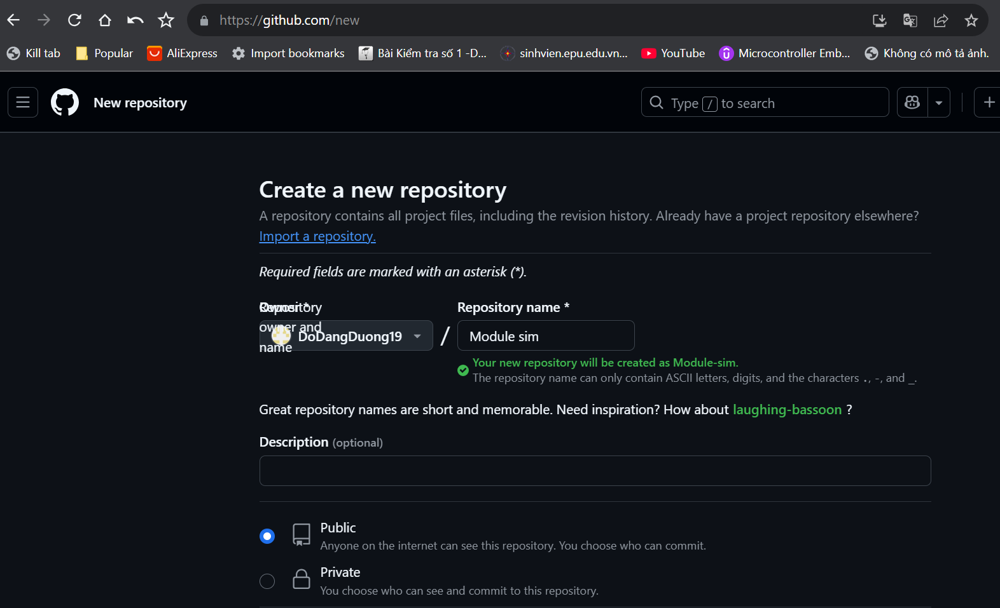 https://github.com/new
Kill tab Popular AliExpress Import bookmarks Bài Kiểm tra số 1 -D... sinhvien.epu.edu.vn... YouTube Microcontroller Emb... Không có mô tả ảnh.
New repository Type / to search
Create a new repository
A repository contains all project files, including the revision history. Already have a project repository elsewhere?
Import a repository.
Required fields are marked with an asterisk (*).
Owner *
Repository
owner and
name
DoDangDuong19 /
Repository name *
Module sim
Your new repository will be created as Module-sim.
The repository name can only contain ASCII letters, digits, and the characters ., -, and _.
Great repository names are short and memorable. Need inspiration? How about laughing-bassoon ?
Description (optional)
Public
Anyone on the internet can see this repository. You choose who can commit.
Private
You choose who can see and commit to this repository.